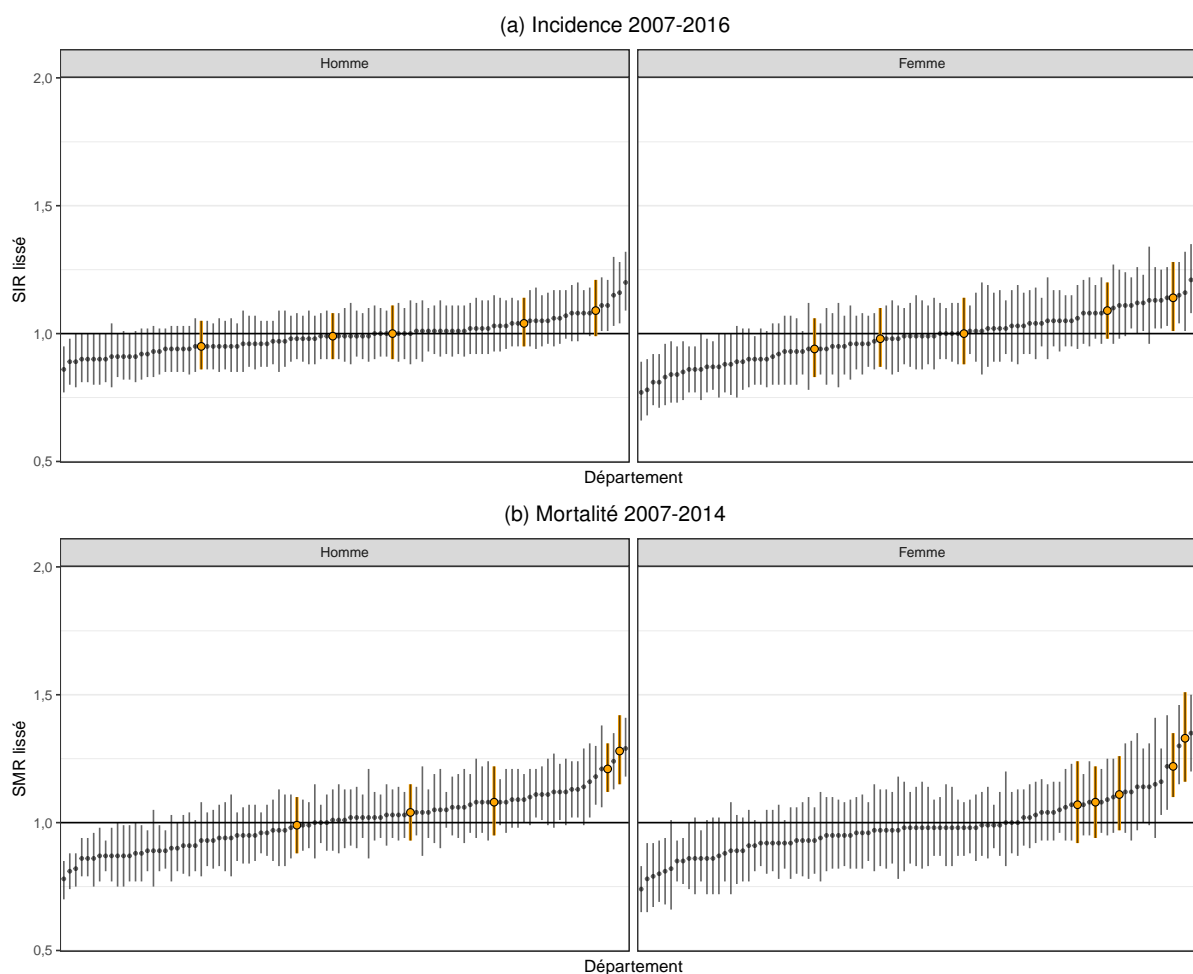 (a) Incidence 2007-2016
Homme
Femme
2,0
1,5
1,0
0,5
SIR lissé
Département
(b) Mortalité 2007-2014
Homme
Femme
2,0
1,5
1,0
0,5
SMR lissé
Département